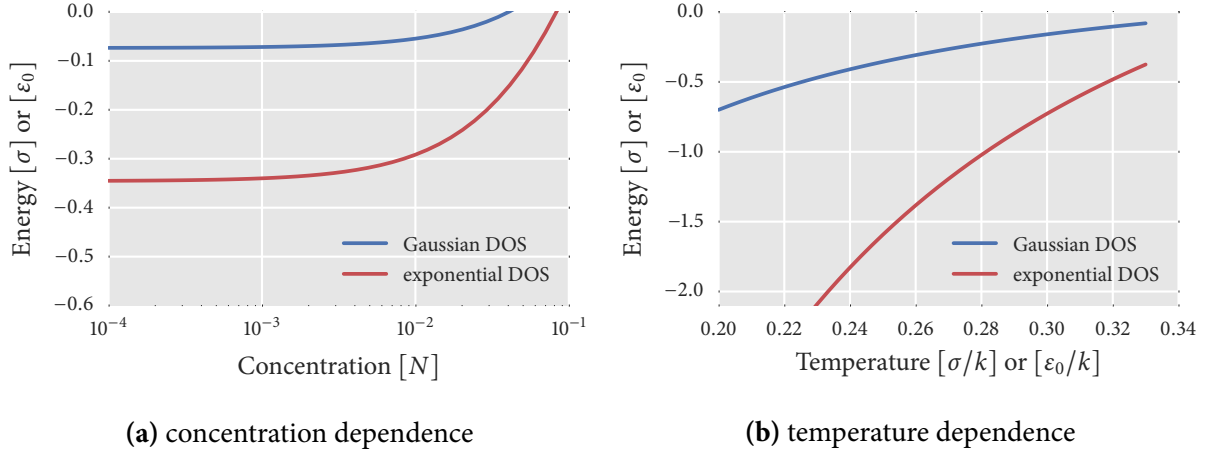 0.0
−0.1
−0.2
−0.3
−0.4
−0.5
−0.6
Energy [σ] or [ε₀]
Gaussian DOS
exponential DOS
10⁻⁴
10⁻³
10⁻²
10⁻¹
Concentration [N]
(a) concentration dependence
0.0
−0.5
−1.0
−1.5
−2.0
Energy [σ] or [ε₀]
Gaussian DOS
exponential DOS
0.20
0.22
0.24
0.26
0.28
0.30
0.32
0.34
Temperature [σ/k] or [ε₀/k]
(b) temperature dependence